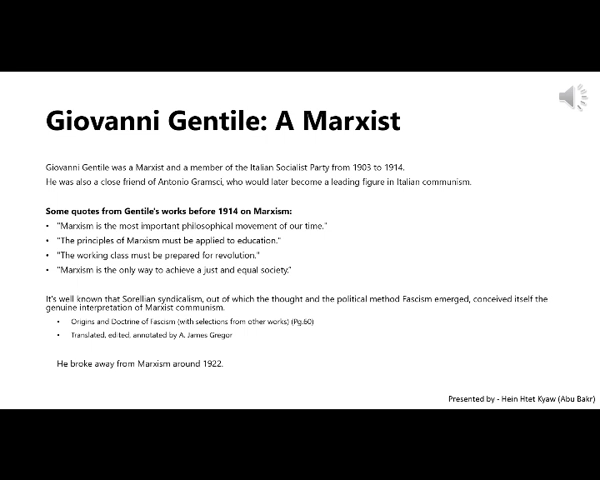 Giovanni Gentile: A Marxist
Giovanni Gentile was a Marxist and a member of the Italian Socialist Party from 1903 to 1914.
He was also a close friend of Antonio Gramsci, who would later become a leading figure in Italian communism.
Some quotes from Gentile's works before 1914 on Marxism:
• "Marxism is the most important philosophical movement of our time."
• "The principles of Marxism must be applied to education."
• "The working class must be prepared for revolution."
• "Marxism is the only way to achieve a just and equal society."
It's well known that Sorellian syndicalism, out of which the thought and the political method Fascism emerged, conceived itself the
genuine interpretation of Marxist communism.
• Origins and Doctrine of Fascism (with selections from other works) (Pg.60)
• Translated, edited, annotated by A. James Gregor
He broke away from Marxism around 1922.
Presented by - Hein Htet Kyaw (Abu Bakr)